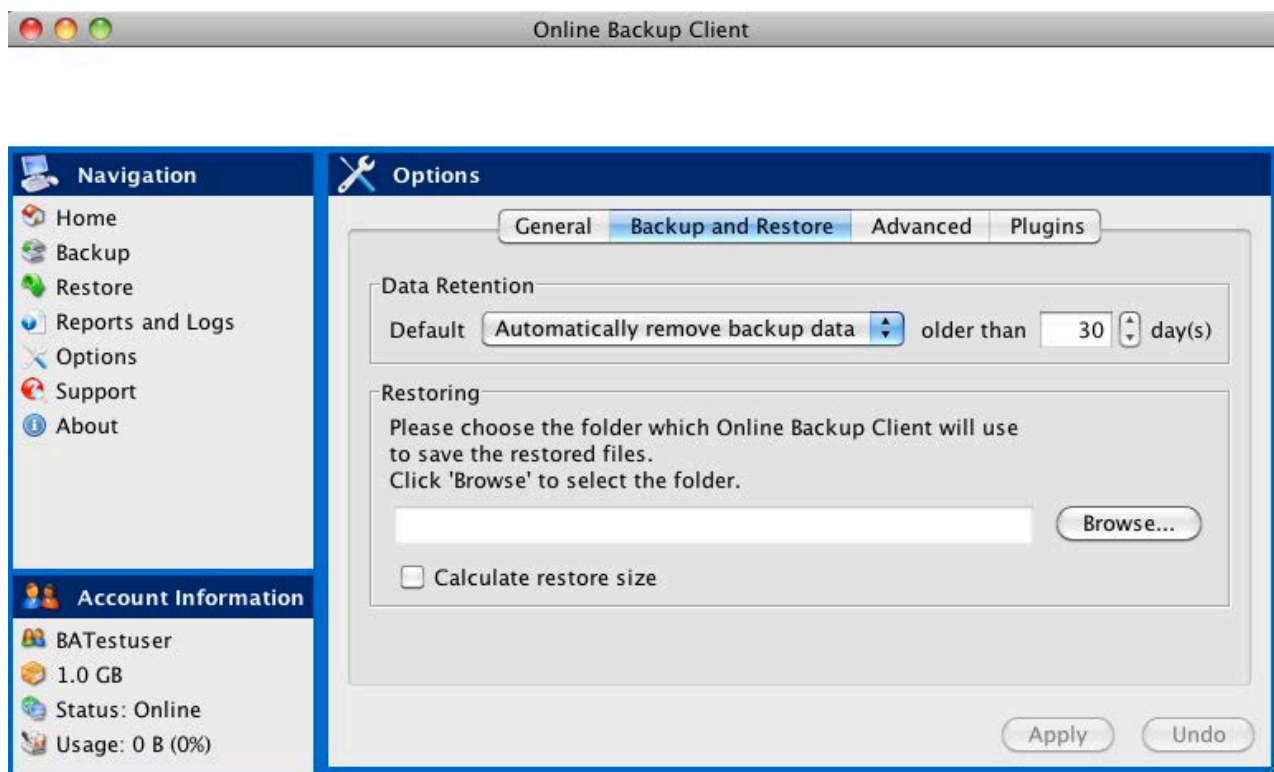 Online Backup Client
Navigation
Home
Backup
Restore
Reports and Logs
Options
Support
About
Account Information
BATestuser
1.0 GB
Status: Online
Usage: 0 B (0%)
Options
General Backup and Restore Advanced Plugins
Data Retention
Default Automatically remove backup data older than 30 day(s)
Restoring
Please choose the folder which Online Backup Client will use
to save the restored files.
Click 'Browse' to select the folder.
Browse...
Calculate restore size
Apply Undo